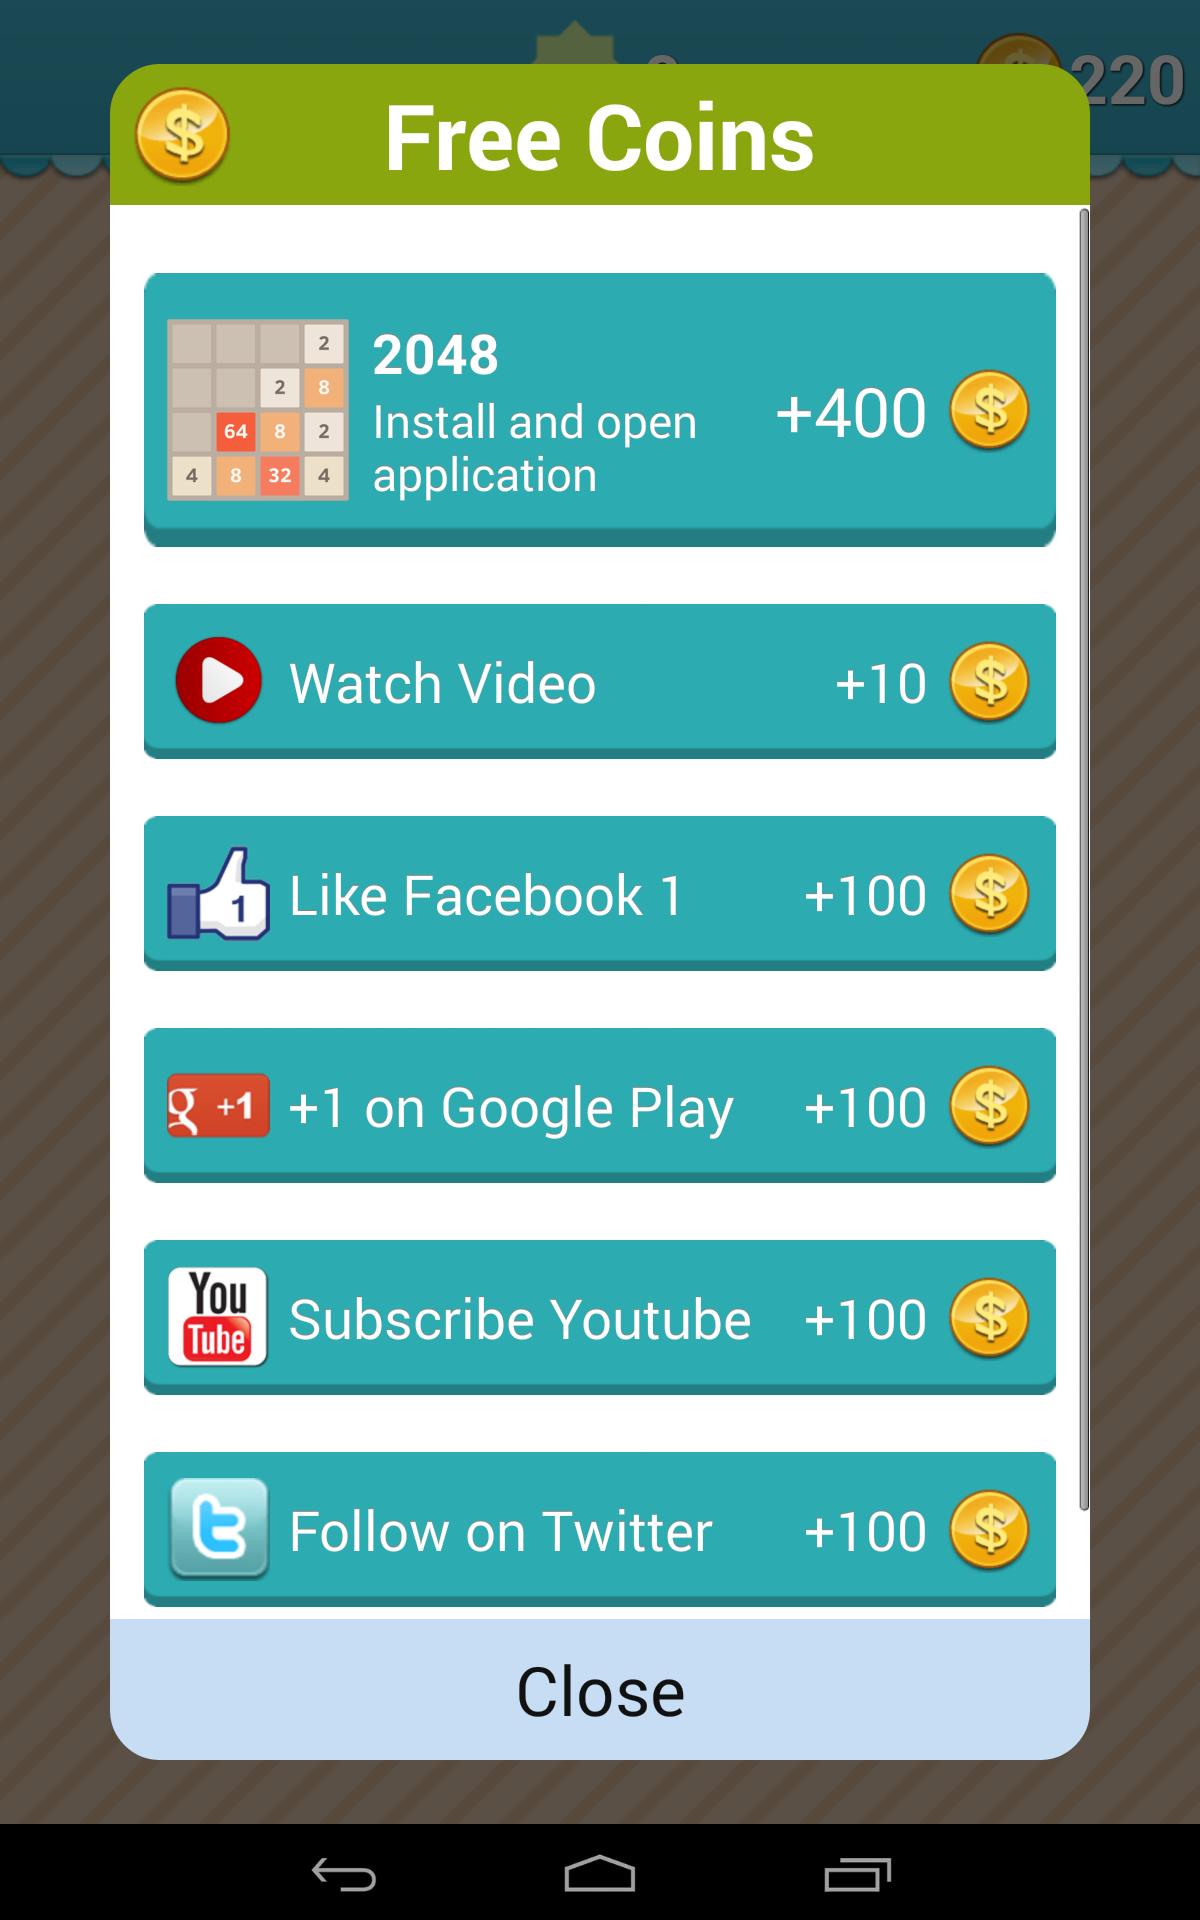 220
Free Coins
2
2 8
64 8 2
4 8 32 4
2048
Install and open
application
+400
Watch Video +10
1 Like Facebook 1 +100
g +1 +1 on Google Play +100
You
Tube
Subscribe Youtube +100
t Follow on Twitter +100
Close